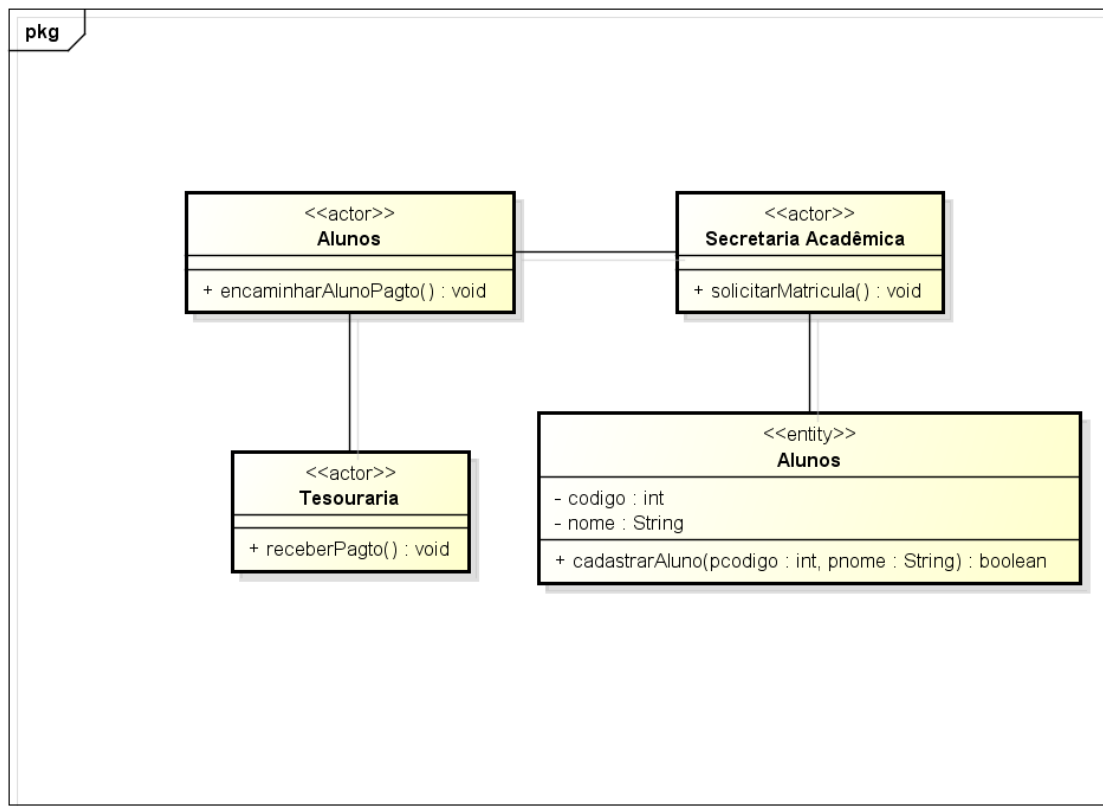 pkg
<<actor>>
Alunos
+ encaminharAlunoPagto() : void
<<actor>>
Secretaria Acadêmica
+ solicitarMatricula() : void
<<actor>>
Tesouraria
+ receberPagto() : void
<<entity>>
Alunos
- codigo : int
- nome : String
+ cadastrarAluno(pcodigo : int, pnome : String) : boolean